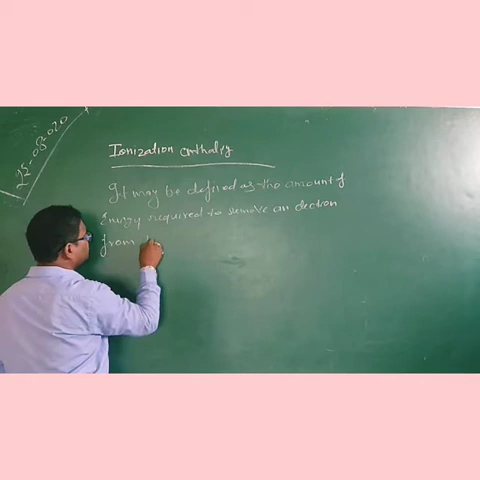 25-08-020
Ionization enthalpy
It may be defined as the amount of
Energy required to remove an electron
from